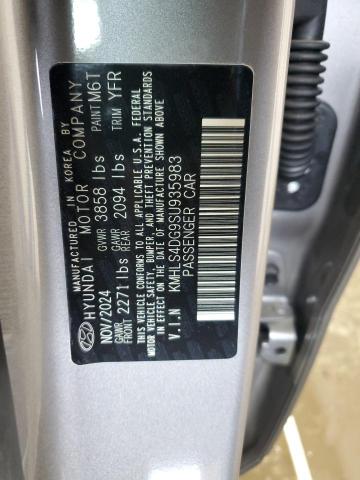 MANUFACTURED IN KOREA BY
HYUNDAI MOTOR COMPANY
NOV/2024 GVWR 3858 lbs PAINT M6T
GAWR FRONT 2271 lbs GAWR REAR 2094 lbs TRIM YFR
THIS VEHICLE CONFORMS TO ALL APPLICABLE U.S.A. FEDERAL
MOTOR VEHICLE SAFETY, BUMPER, AND THEFT PREVENTION STANDARDS
IN EFFECT ON THE DATE OF MANUFACTURE SHOWN ABOVE.
V.I.N KMHLS4DG9SU935983
PASSENGER CAR